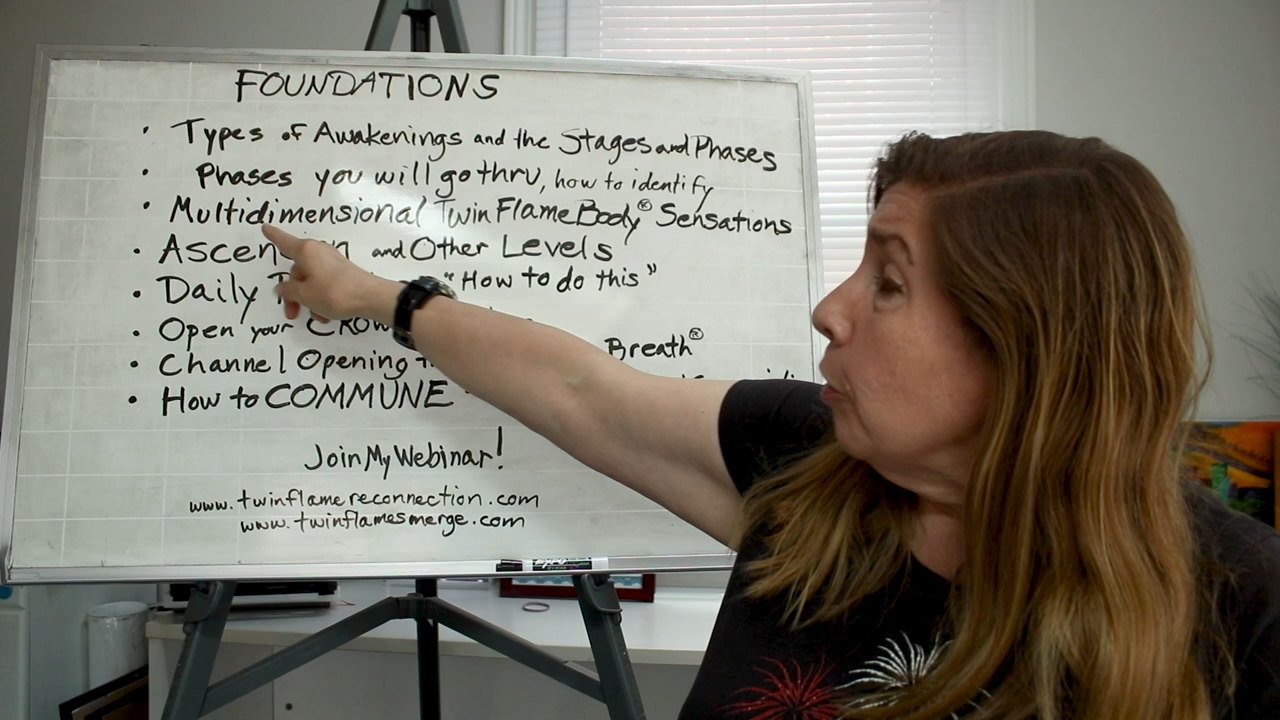 FOUNDATIONS
• Types of Awakenings and the Stages and Phases
• Phases you will go thru, how to identify
• Multidimensional Twin Flame Body® Sensations
• and Other Levels
• Daily "How to do this"
• Open your Breath®
• Channel Opening
• How to COMMUNE
Join My Webinar!
www.twinflamereconnection.com
www.twinflamesmerge.com
EXPO